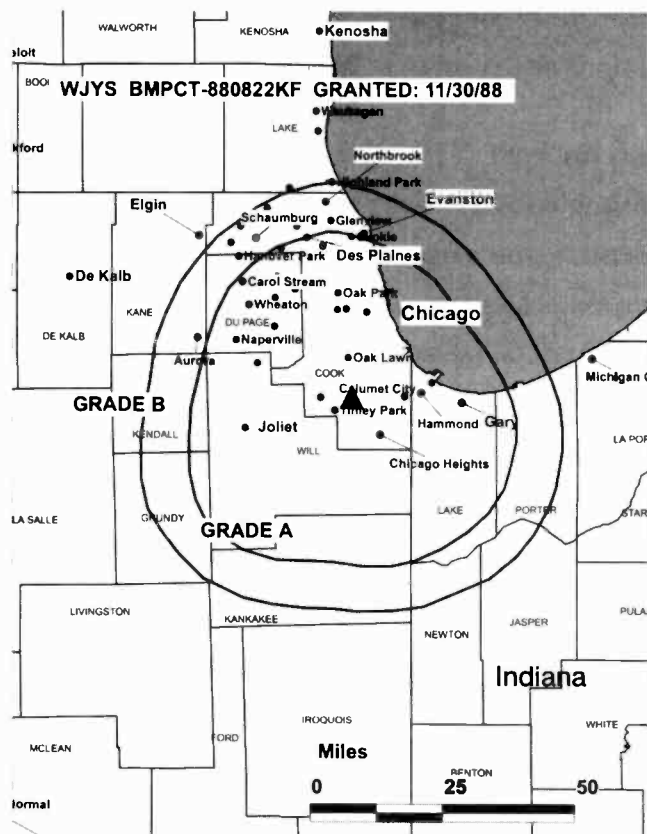 WALWORTH
KENOSHA
Kenosha
WJYS BMPCT-880822KF GRANTED: 11/30/88
LAKE
Northbrook
Highland Park
Evanston
Elgin
Schaumburg
Glenview
Hanover Park
Des Plaines
De Kalb
Carol Stream
Oak Park
KANE
Wheaton
Chicago
DU PAGE
DE KALB
Naperville
Oak Lawn
Aurora
COOK
Michigan C
Calumet City
GRADE B
Tinley Park
Hammond
Gary
KENDALL
Joliet
LA POR
WILL
Chicago Heights
LA SALLE
GRUNDY
LAKE
PORTER
STAR
GRADE A
LIVINGSTON
KANKAKEE
JASPER
PULA
NEWTON
Indiana
IROQUOIS
WHITE
FORD
MCLEAN
Miles
BENTON
0 25 50